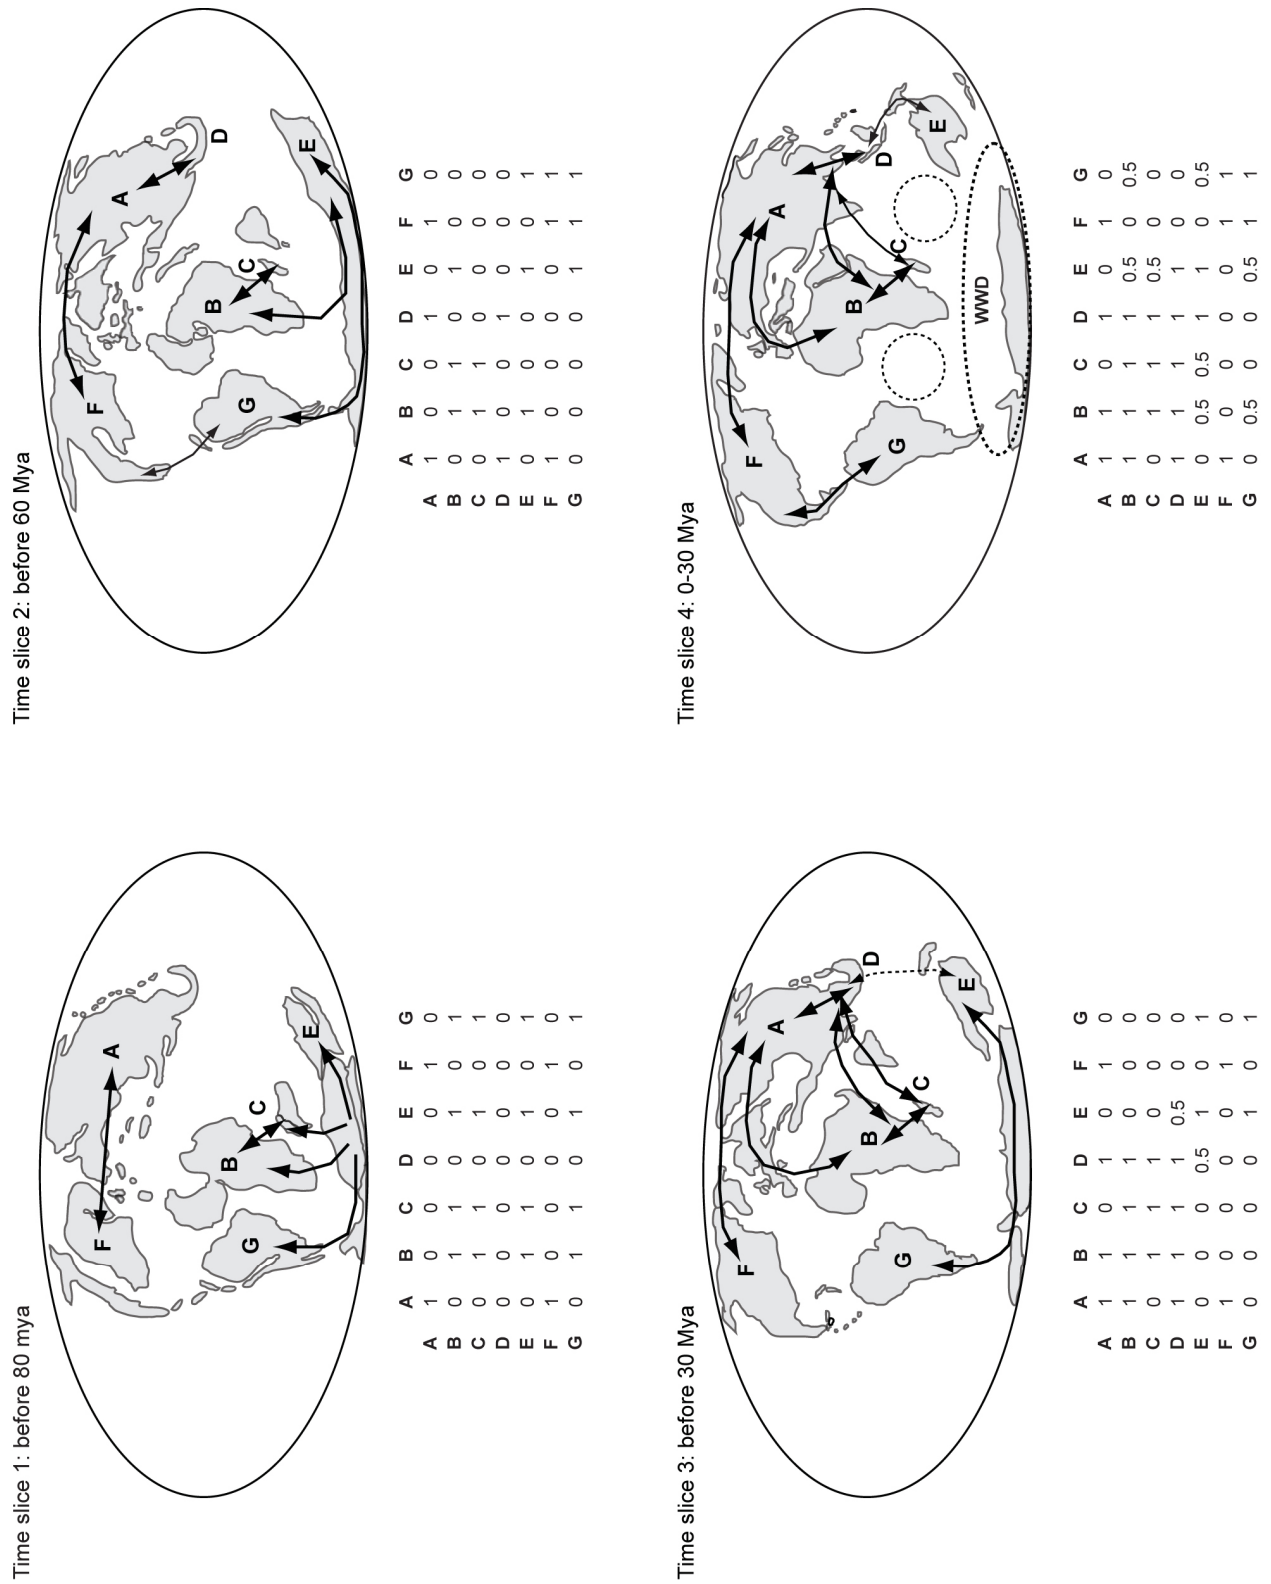 Time slice 1: before 80 mya
F A
B C
G E
A B C D E F G
A 1 0 0 0 0 1 0
B 0 1 1 0 1 0 1
C 0 1 1 0 1 0 1
D 0 0 0 0 0 0 0
E 0 1 1 0 1 0 1
F 1 0 0 0 0 1 0
G 0 1 1 0 1 0 1
Time slice 2: before 60 Mya
F A
B D
G C E
A B C D E F G
A 1 0 0 1 0 1 0
B 0 1 1 0 1 0 0
C 0 1 1 0 0 0 0
D 1 0 0 1 0 0 0
E 0 1 0 0 1 0 1
F 1 0 0 0 0 1 1
G 0 0 0 0 1 1 1
Time slice 3: before 30 Mya
F A
B D
G C E
A B C D E F G
A 1 1 0 1 0 1 0
B 1 1 1 1 0 0 0
C 0 1 1 1 0 0 0
D 1 1 1 1 0.5 0 0
E 0 0 0 0.5 1 0 1
F 1 0 0 0 0 1 0
G 0 0 0 0 1 0 1
Time slice 4: 0-30 Mya
F A
B D
G C E
WWD
A B C D E F G
A 1 1 0 1 0 1 0
B 1 1 1 1 0.5 0 0.5
C 0 1 1 1 0.5 0 0
D 1 1 1 1 1 0 0
E 0 0.5 0.5 1 1 0 0.5
F 1 0 0 0 0 1 1
G 0 0.5 0 0 0.5 1 1